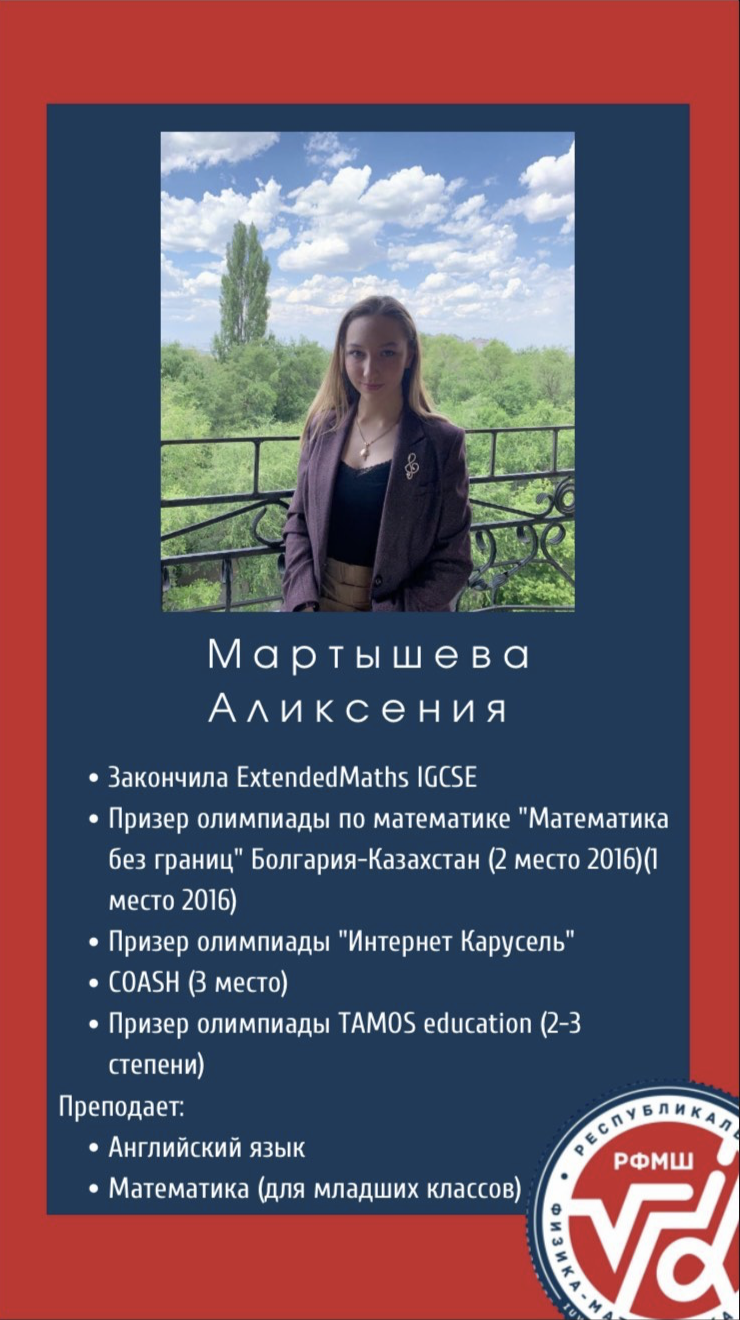 Мартышева
Аликсения
• Закончила ExtendedMaths IGCSE
• Призер олимпиады по математике "Математика
без границ" Болгария-Казахстан (2 место 2016)(1
место 2016)
• Призер олимпиады "Интернет Карусель"
• COASH (3 место)
• Призер олимпиады TAMOS education (2-3
степени)
Преподает:
• Английский язык
• Математика (для младших классов)
РФМШ